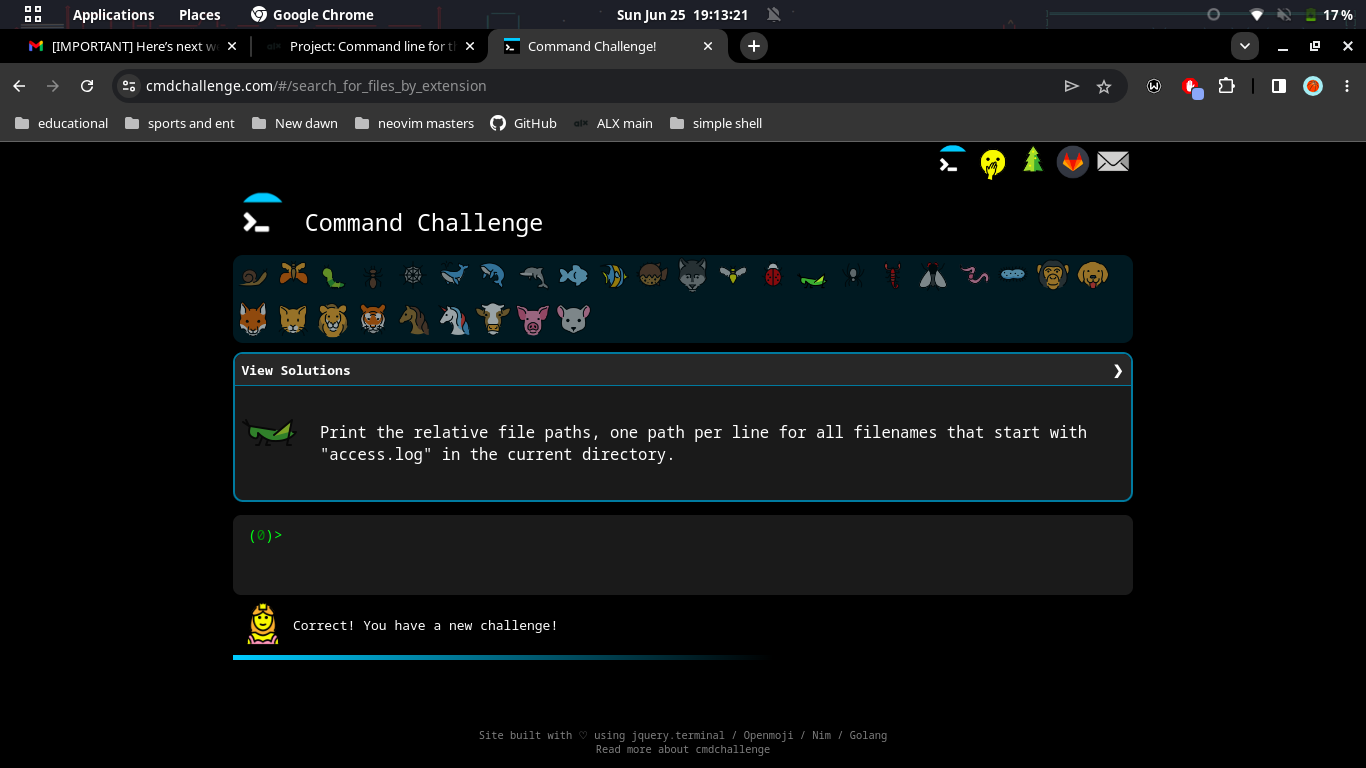 Applications Places Google Chrome Sun Jun 25 19:13:21 17 %
[IMPORTANT] Here's next w Project: Command line for t Command Challenge!
cmdchallenge.com/#/search_for_files_by_extension
educational sports and ent New dawn neovim masters GitHub ALX main simple shell
Command Challenge
View Solutions
Print the relative file paths, one path per line for all filenames that start with
"access.log" in the current directory.
(0)>
Correct! You have a new challenge!
Site built with ♡ using jquery.terminal / Openmoji / Nim / Golang
Read more about cmdchallenge